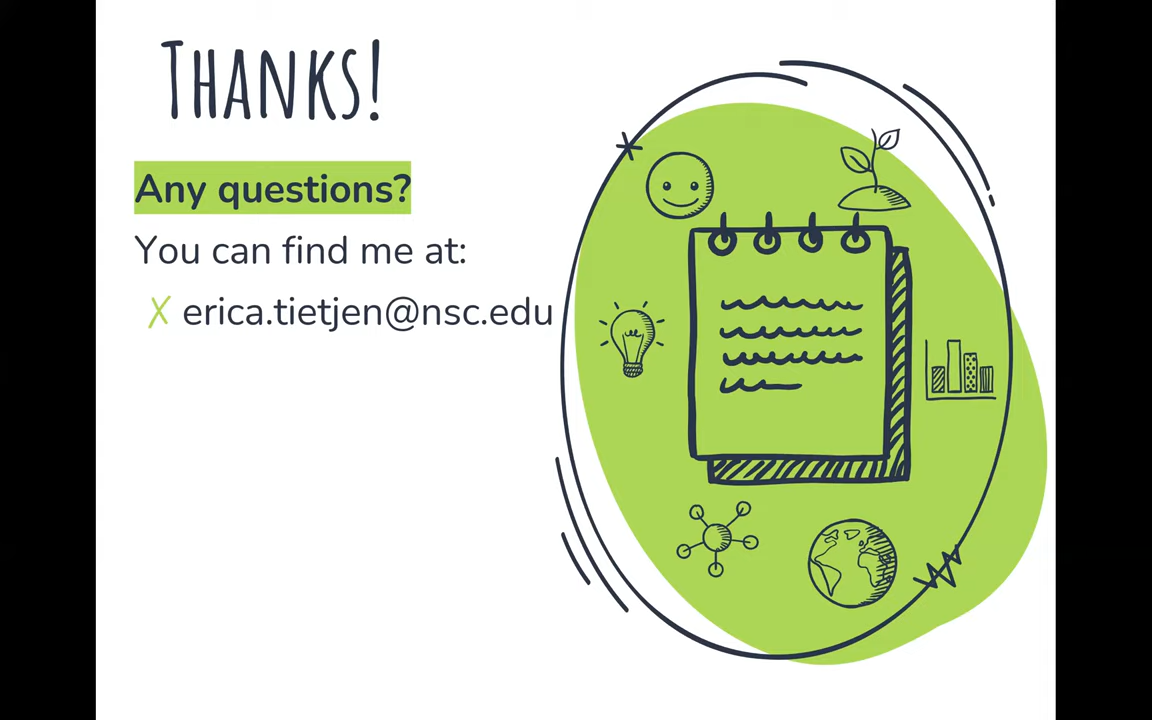 THANKS!
Any questions?
You can find me at:
✗ erica.tietjen@nsc.edu